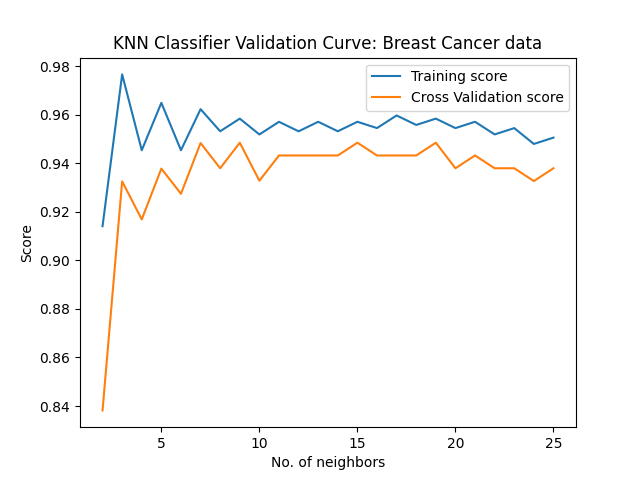 KNN Classifier Validation Curve: Breast Cancer data
Training score
Cross Validation score
0.98
0.96
0.94
0.92
0.90
0.88
0.86
0.84
Score
5
10
15
20
25
No. of neighbors